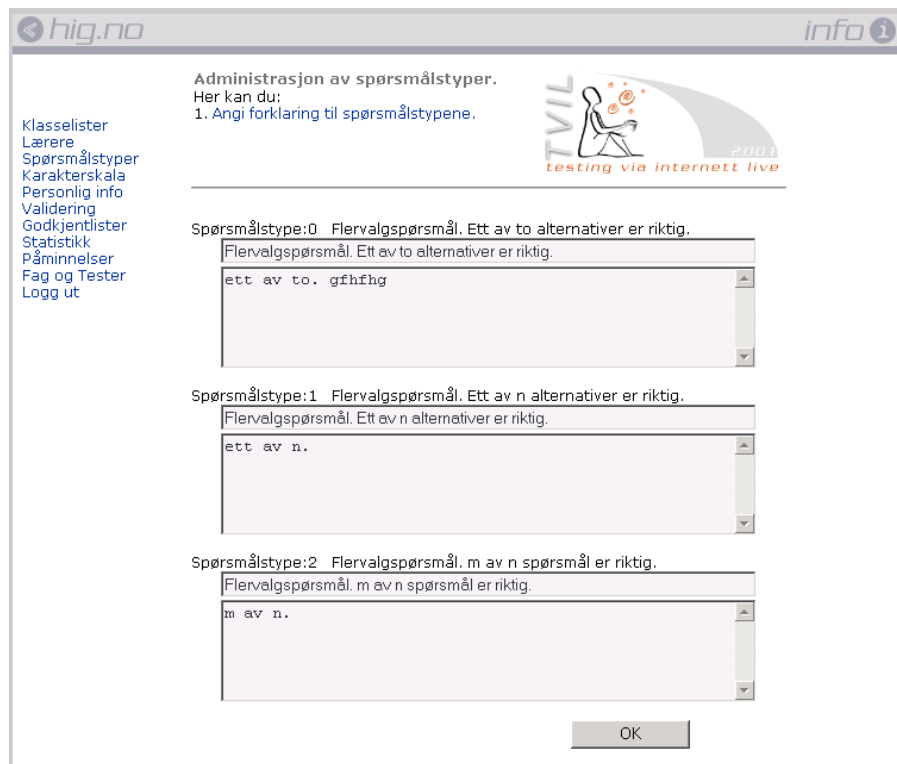 hig.no
info
Administrasjon av spørsmålstyper.
Her kan du:
1. Angi forklaring til spørsmålstypene.
TVIL
2001
testing via internett live
Klasselister
Lærere
Spørsmålstyper
Karakterskala
Personlig info
Validering
Godkjentlister
Statistikk
Påminnelser
Fag og Tester
Logg ut
Spørsmålstype:0 Flervalgspørsmål. Ett av to alternativer er riktig.
Flervalgspørsmål. Ett av to alternativer er riktig.
ett av to. gfhfhg
Spørsmålstype:1 Flervalgspørsmål. Ett av n alternativer er riktig.
Flervalgspørsmål. Ett av n alternativer er riktig.
ett av n.
Spørsmålstype:2 Flervalgspørsmål. m av n spørsmål er riktig.
Flervalgspørsmål. m av n spørsmål er riktig.
m av n.
OK